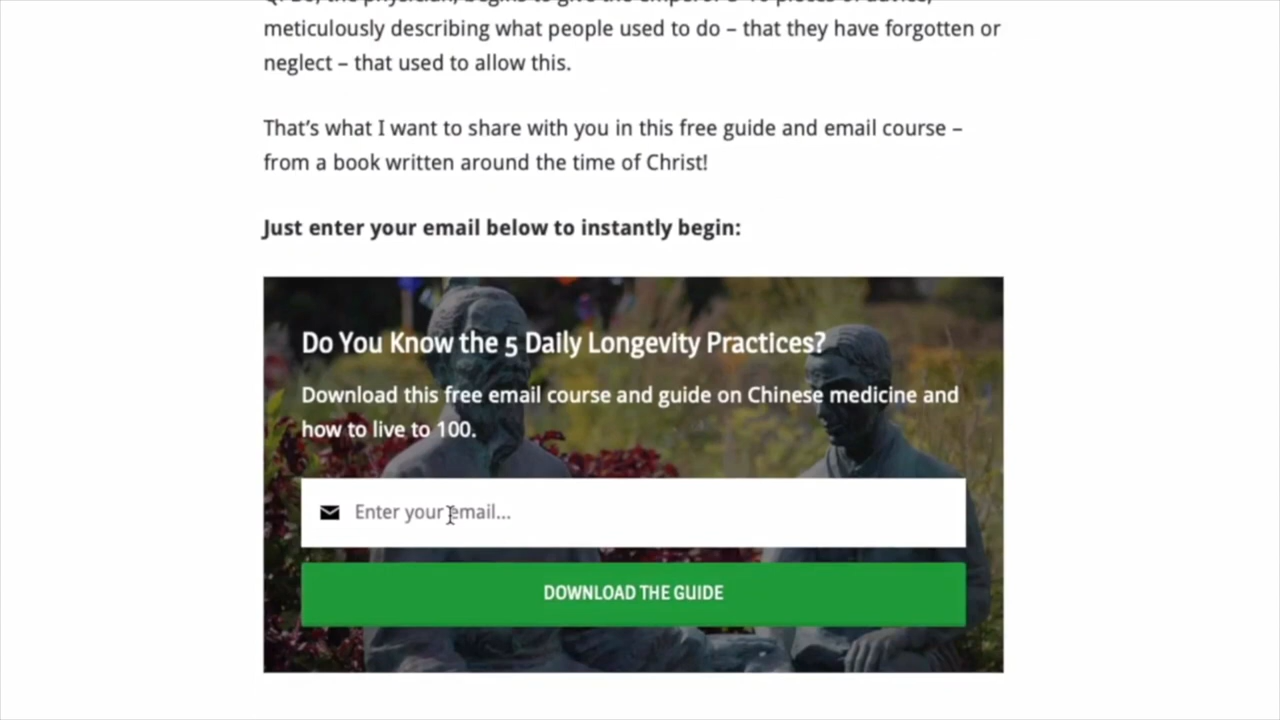 meticulously describing what people used to do – that they have forgotten or
neglect – that used to allow this.
That’s what I want to share with you in this free guide and email course –
from a book written around the time of Christ!
Just enter your email below to instantly begin:
Do You Know the 5 Daily Longevity Practices?
Download this free email course and guide on Chinese medicine and
how to live to 100.
Enter your email...
DOWNLOAD THE GUIDE